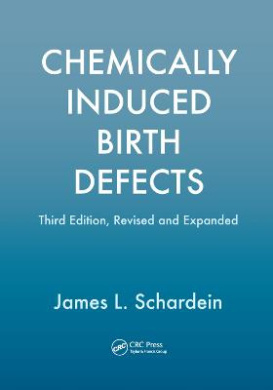 CHEMICALLY
INDUCED
BIRTH
DEFECTS
Third Edition, Revised and Expanded
James L. Schardein
CRC Press
Taylor & Francis Group